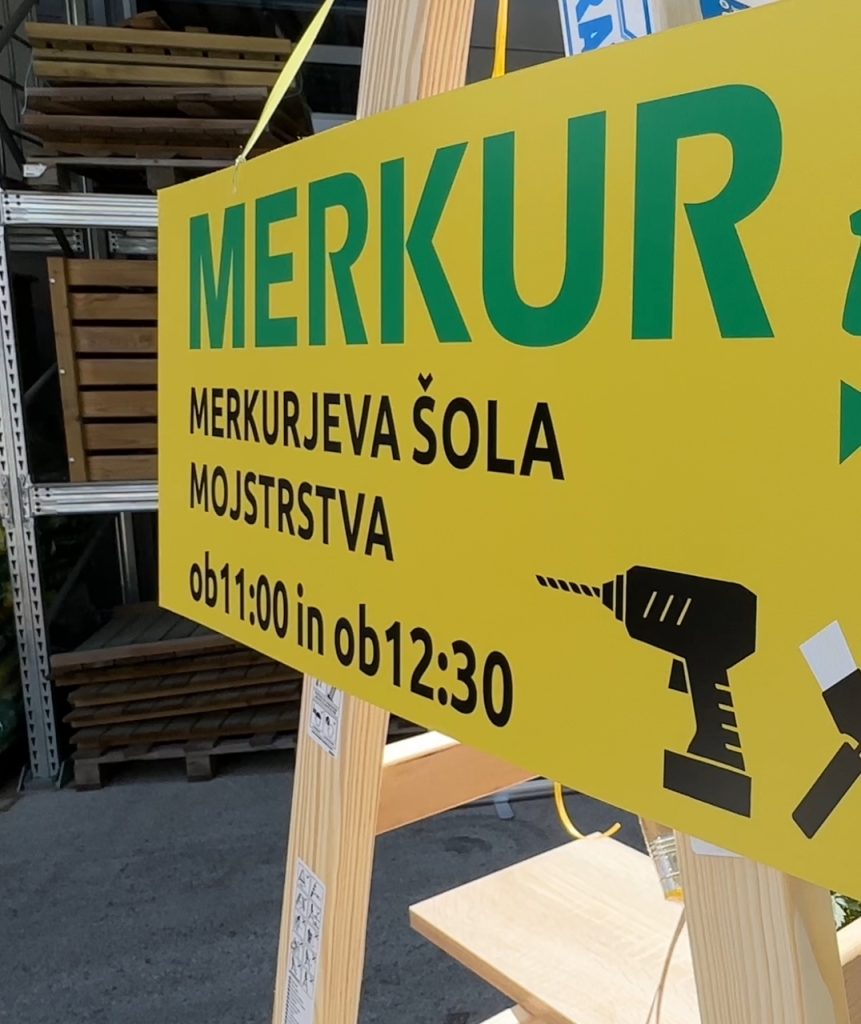 MERKUR
MERKURJEVA ŠOLA
MOJSTRSTVA
ob11:00 in ob12:30